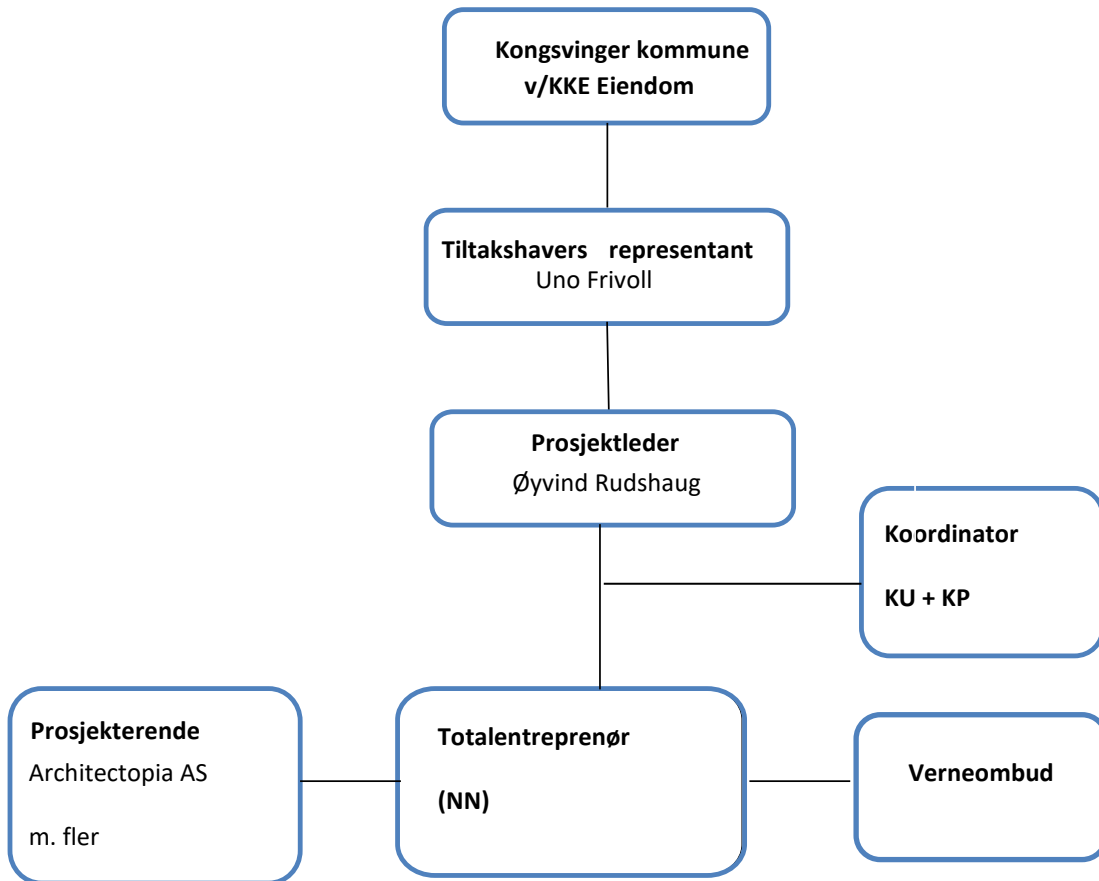 Kongsvinger kommune
v/KKE Eiendom
Tiltakshavers representant
Uno Frivoll
Prosjektleder
Øyvind Rudshaug
Koordinator
KU + KP
Prosjekterende
Architectopia AS
m. fler
Totalentreprenør
(NN)
Verneombud